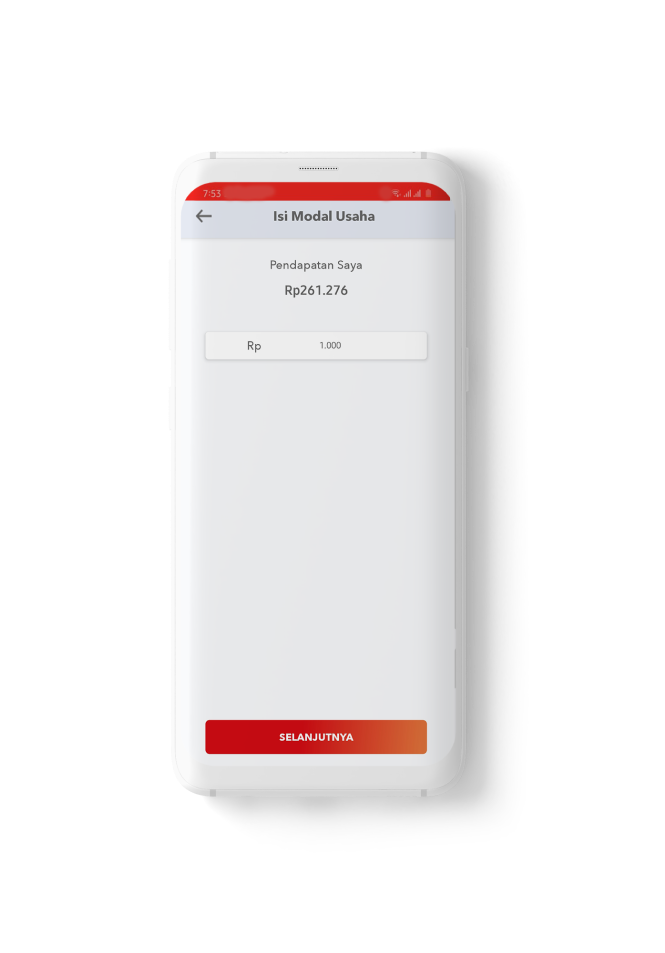 7:53
Isi Modal Usaha
Pendapatan Saya
Rp261.276
Rp 1.000
SELANJUTNYA